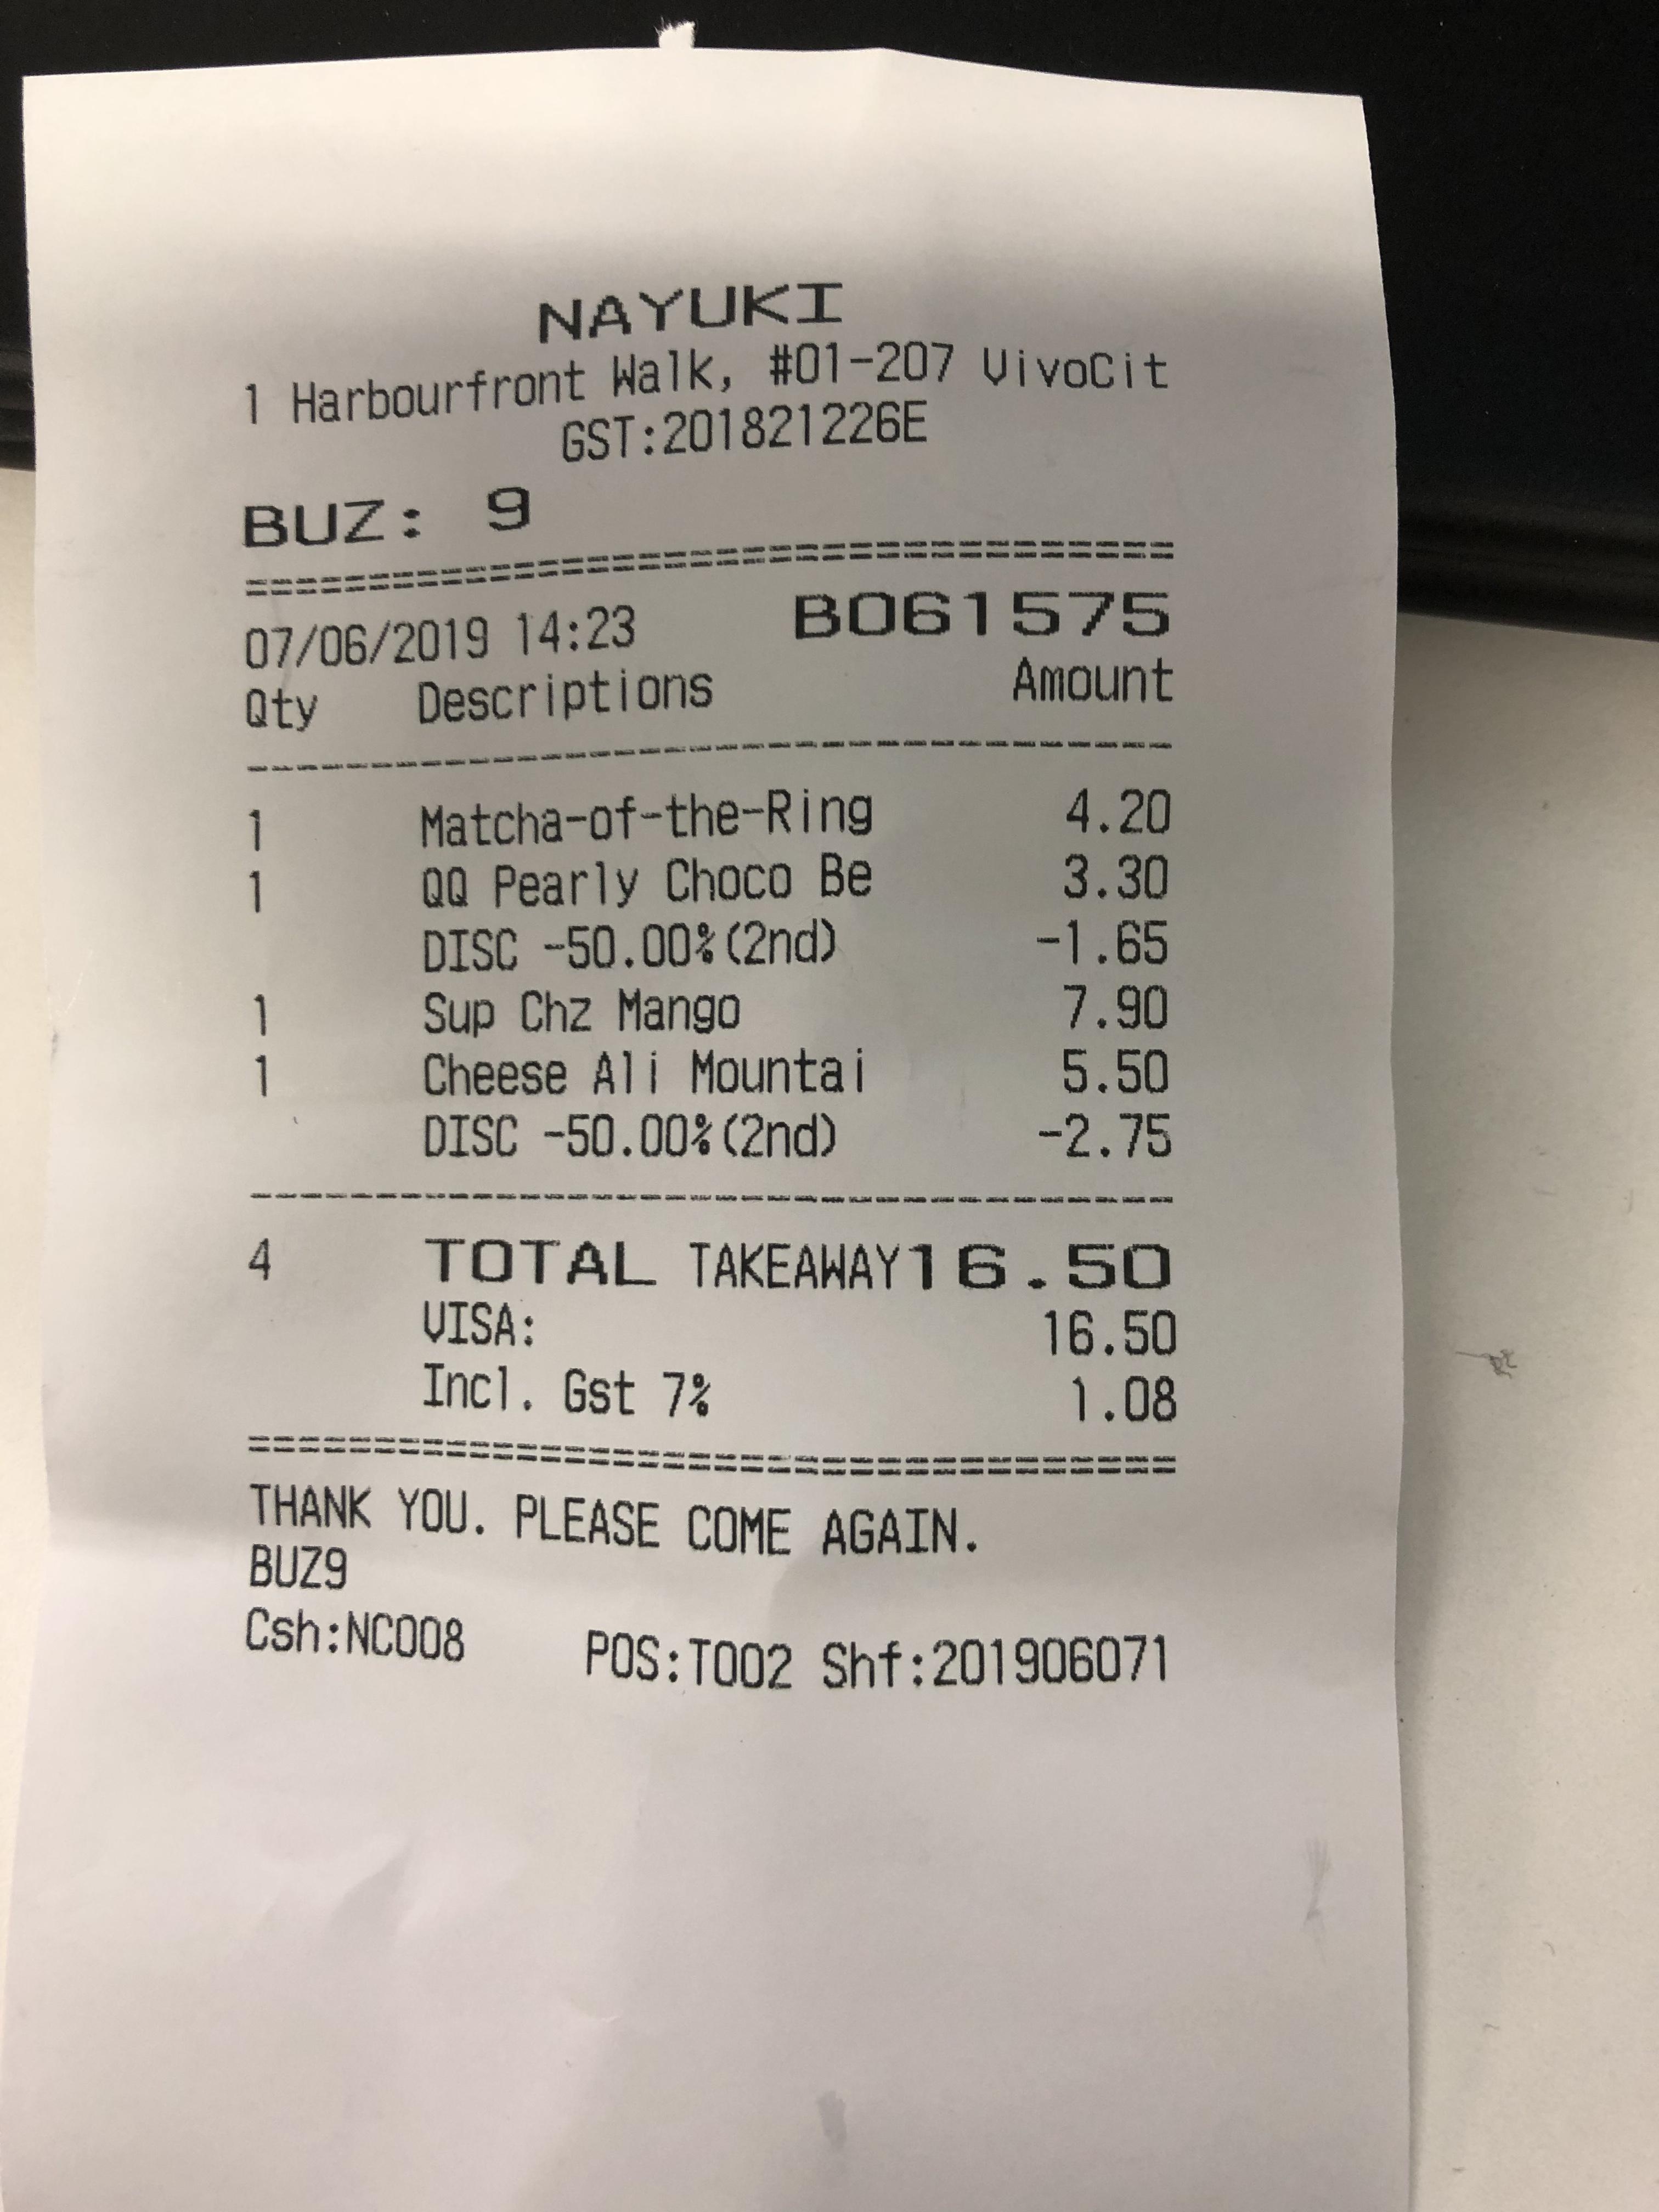 NAYUKI
1 Harbourfront Walk, #01-207 VivoCit
GST:201821226E
BUZ: 9
================================
07/06/2019 14:23 B061575
Qty Descriptions Amount
--------------------------------
1 Matcha-of-the-Ring 4.20
1 QQ Pearly Choco Be 3.30
DISC -50.00%(2nd) -1.65
1 Sup Chz Mango 7.90
1 Cheese Ali Mountai 5.50
DISC -50.00%(2nd) -2.75
--------------------------------
4 TOTAL TAKEAWAY16.50
VISA: 16.50
Incl. Gst 7% 1.08
================================
THANK YOU. PLEASE COME AGAIN.
BUZ9
Csh:NC008 POS:T002 Shf:201906071